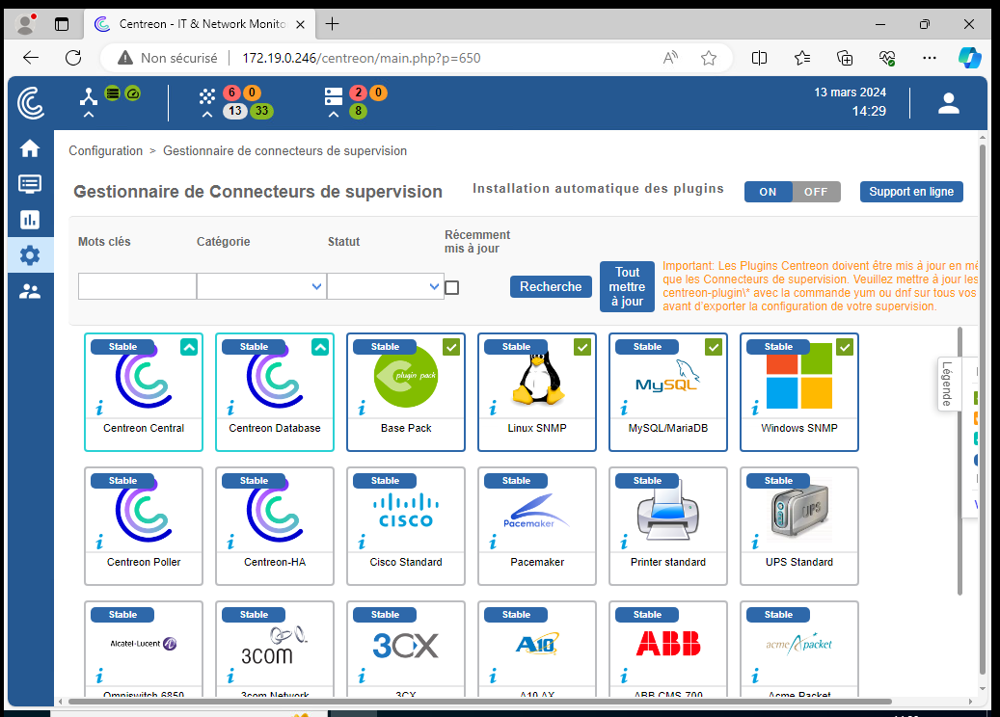 Centreon - IT & Network Monito
Non sécurisé
172.19.0.246/centreon/main.php?p=650
6
0
13
33
2
0
8
13 mars 2024
14:29
Configuration > Gestionnaire de connecteurs de supervision
Gestionnaire de Connecteurs de supervision
Installation automatique des plugins
ON
OFF
Support en ligne
Mots clés
Catégorie
Statut
Récemment
mis à jour
Recherche
Tout
mettre
à jour
Important: Les Plugins Centreon doivent être mis à jour en mê
que les Connecteurs de supervision. Veuillez mettre à jour les
centreon-plugin\* avec la commande yum ou dnf sur tous vos
avant d'exporter la configuration de votre supervision.
Légende
Stable
Centreon Central
Stable
Centreon Database
Stable
plugin pack
Base Pack
Stable
Linux SNMP
Stable
MySQL
MySQL/MariaDB
Stable
Windows SNMP
Stable
Centreon Poller
Stable
Centreon-HA
Stable
CISCO
Cisco Standard
Stable
Pacemaker
Pacemaker
Stable
Printer standard
Stable
UPS
UPS Standard
Stable
Alcatel-Lucent
Omniswitch 6850
Stable
3com
3com Network
Stable
3CX
3CX
Stable
A10
A10 AX
Stable
ABB
ABB CMS 700
Stable
acme packet
Acme Packet